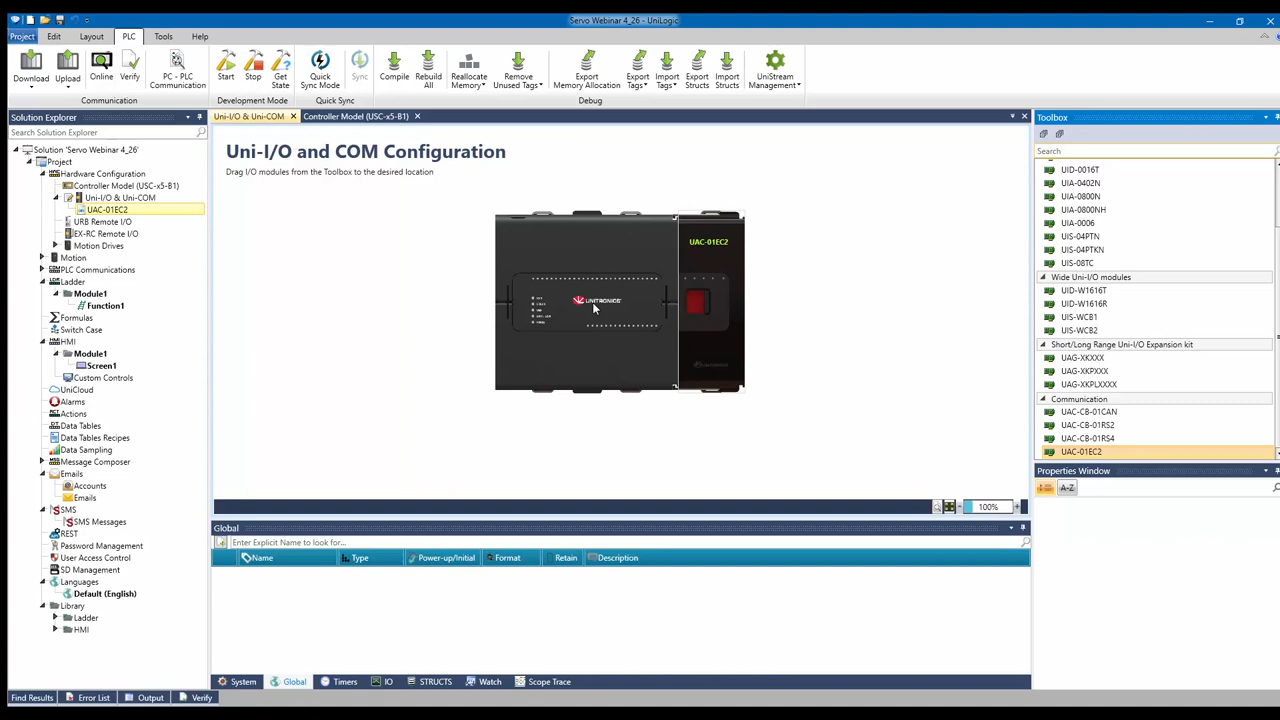 Servo Webinar 4_26 - UniLogic
Project Edit Layout PLC Tools Help
Download Upload Online Verify PC - PLC Communication Start Stop Get State Quick Sync Mode Sync Compile Rebuild All Reallocate Memory Remove Unused Tags Export Memory Allocation Export Tags Import Tags Export Structs Import Structs UniStream Management
Communication Development Mode Quick Sync Debug
Solution Explorer
Search Solution Explorer
Solution 'Servo Webinar 4_26'
Project
Hardware Configuration
Controller Model (USC-x5-B1)
Uni-I/O & Uni-COM
UAC-01EC2
URB Remote I/O
EX-RC Remote I/O
Motion Drives
Motion
PLC Communications
Ladder
Module1
Function1
Formulas
Switch Case
HMI
Module1
Screen1
Custom Controls
UniCloud
Alarms
Actions
Data Tables
Data Tables Recipes
Data Sampling
Message Composer
Emails
Accounts
Emails
SMS
SMS Messages
REST
Password Management
User Access Control
SD Management
Languages
Default (English)
Library
Ladder
HMI
Uni-I/O & Uni-COM Controller Model (USC-x5-B1)
Uni-I/O and COM Configuration
Drag I/O modules from the Toolbox to the desired location
UAC-01EC2
UNITRONICS
100%
Global
Enter Explicit Name to look for...
Name Type Power-up/Initial Format Retain Description
System Global Timers IO STRUCTS Watch Scope Trace
Toolbox
Search
UID-0016T
UIA-0402N
UIA-0800N
UIA-0800NH
UIA-0006
UIS-04PTN
UIS-04PTKN
UIS-08TC
Wide Uni-I/O modules
UID-W1616T
UID-W1616R
UIS-WCB1
UIS-WCB2
Short/Long Range Uni-I/O Expansion kit
UAG-XKXXX
UAG-XKPXXX
UAG-XKPLXXXX
Communication
UAC-CB-01CAN
UAC-CB-01RS2
UAC-CB-01RS4
UAC-01EC2
Properties Window
A-Z
Find Results Error List Output Verify